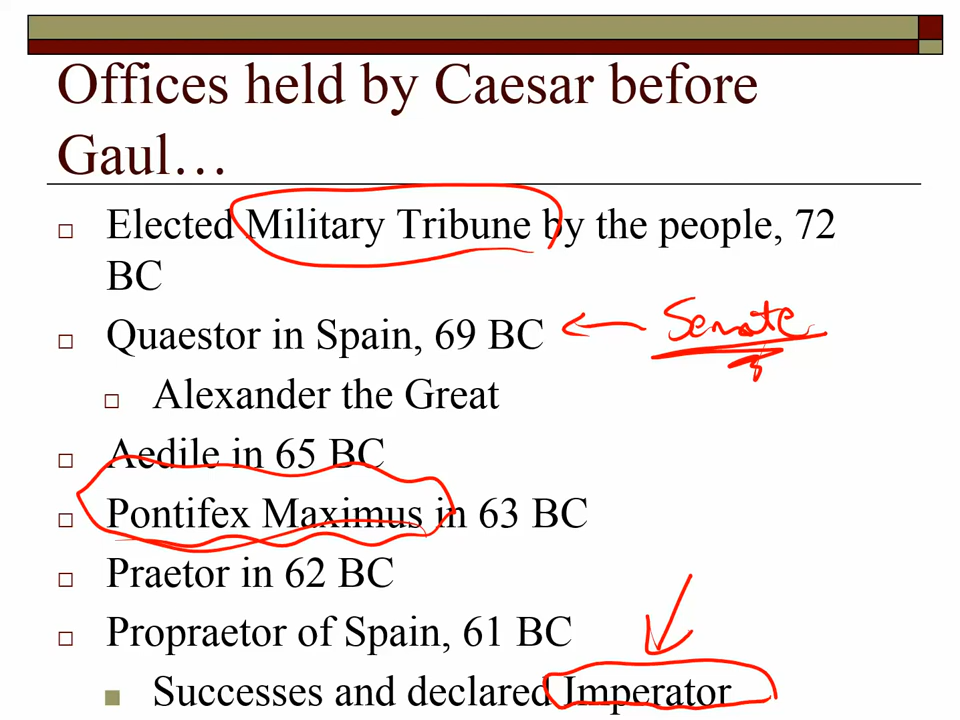 Offices held by Caesar before
Gaul…
Elected Military Tribune by the people, 72
BC
Quaestor in Spain, 69 BC
Senate
Alexander the Great
Aedile in 65 BC
Pontifex Maximus in 63 BC
Praetor in 62 BC
Propraetor of Spain, 61 BC
Successes and declared Imperator